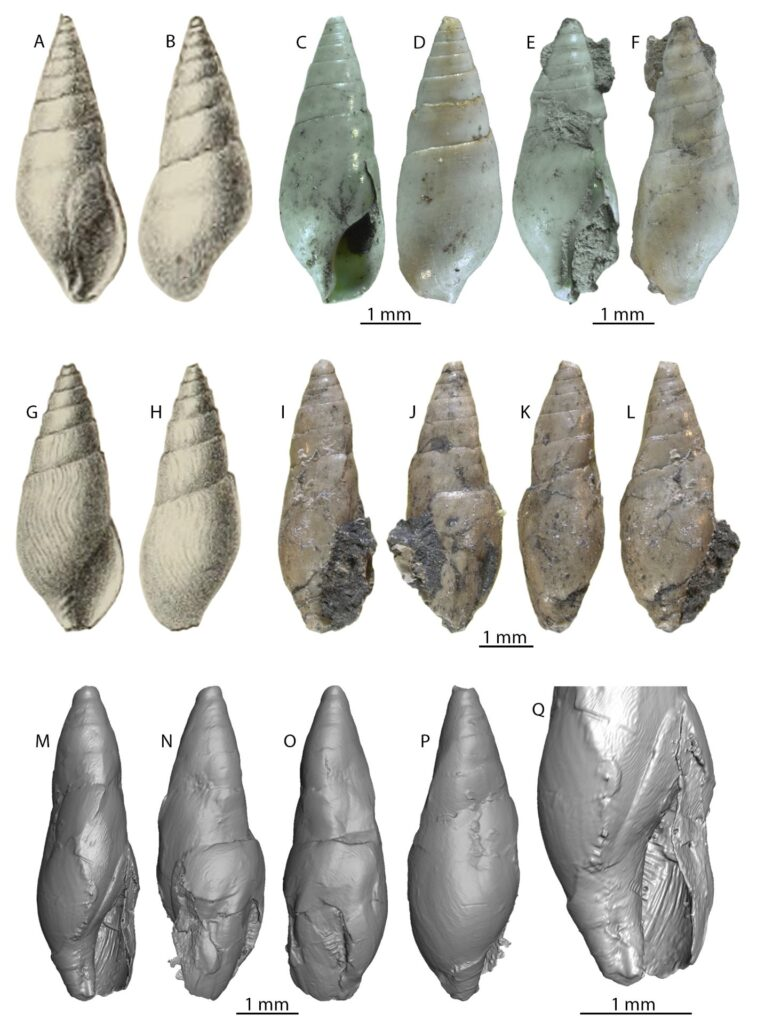 A B C D E F
1 mm 1 mm
G H I J K L
1 mm
M N O P Q
1 mm 1 mm